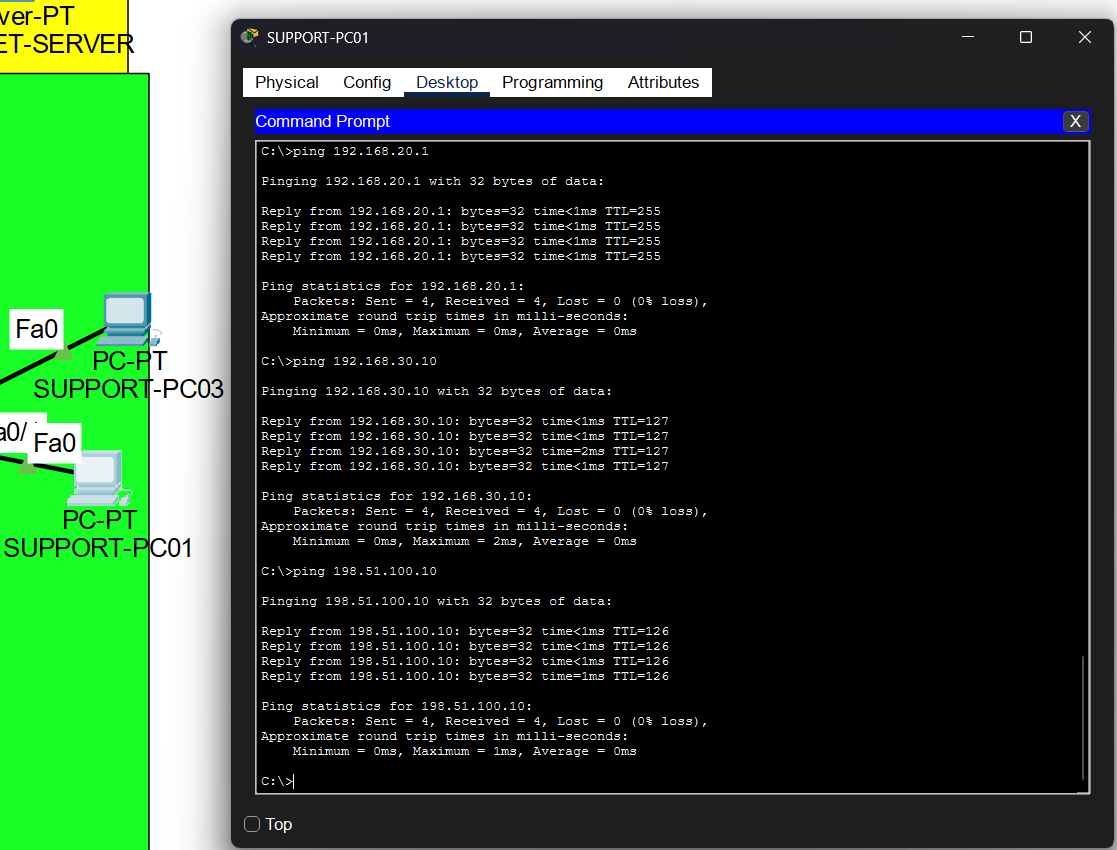 ver-PT
ET-SERVER
Fa0
PC-PT
SUPPORT-PC03
a0/
Fa0
PC-PT
SUPPORT-PC01
SUPPORT-PC01
Physical Config Desktop Programming Attributes
Command Prompt
X
C:\>ping 192.168.20.1
Pinging 192.168.20.1 with 32 bytes of data:
Reply from 192.168.20.1: bytes=32 time<1ms TTL=255
Reply from 192.168.20.1: bytes=32 time<1ms TTL=255
Reply from 192.168.20.1: bytes=32 time<1ms TTL=255
Reply from 192.168.20.1: bytes=32 time<1ms TTL=255
Ping statistics for 192.168.20.1:
    Packets: Sent = 4, Received = 4, Lost = 0 (0% loss),
Approximate round trip times in milli-seconds:
    Minimum = 0ms, Maximum = 0ms, Average = 0ms
C:\>ping 192.168.30.10
Pinging 192.168.30.10 with 32 bytes of data:
Reply from 192.168.30.10: bytes=32 time<1ms TTL=127
Reply from 192.168.30.10: bytes=32 time<1ms TTL=127
Reply from 192.168.30.10: bytes=32 time=2ms TTL=127
Reply from 192.168.30.10: bytes=32 time<1ms TTL=127
Ping statistics for 192.168.30.10:
    Packets: Sent = 4, Received = 4, Lost = 0 (0% loss),
Approximate round trip times in milli-seconds:
    Minimum = 0ms, Maximum = 2ms, Average = 0ms
C:\>ping 198.51.100.10
Pinging 198.51.100.10 with 32 bytes of data:
Reply from 198.51.100.10: bytes=32 time<1ms TTL=126
Reply from 198.51.100.10: bytes=32 time<1ms TTL=126
Reply from 198.51.100.10: bytes=32 time<1ms TTL=126
Reply from 198.51.100.10: bytes=32 time=1ms TTL=126
Ping statistics for 198.51.100.10:
    Packets: Sent = 4, Received = 4, Lost = 0 (0% loss),
Approximate round trip times in milli-seconds:
    Minimum = 0ms, Maximum = 1ms, Average = 0ms
C:\>
Top